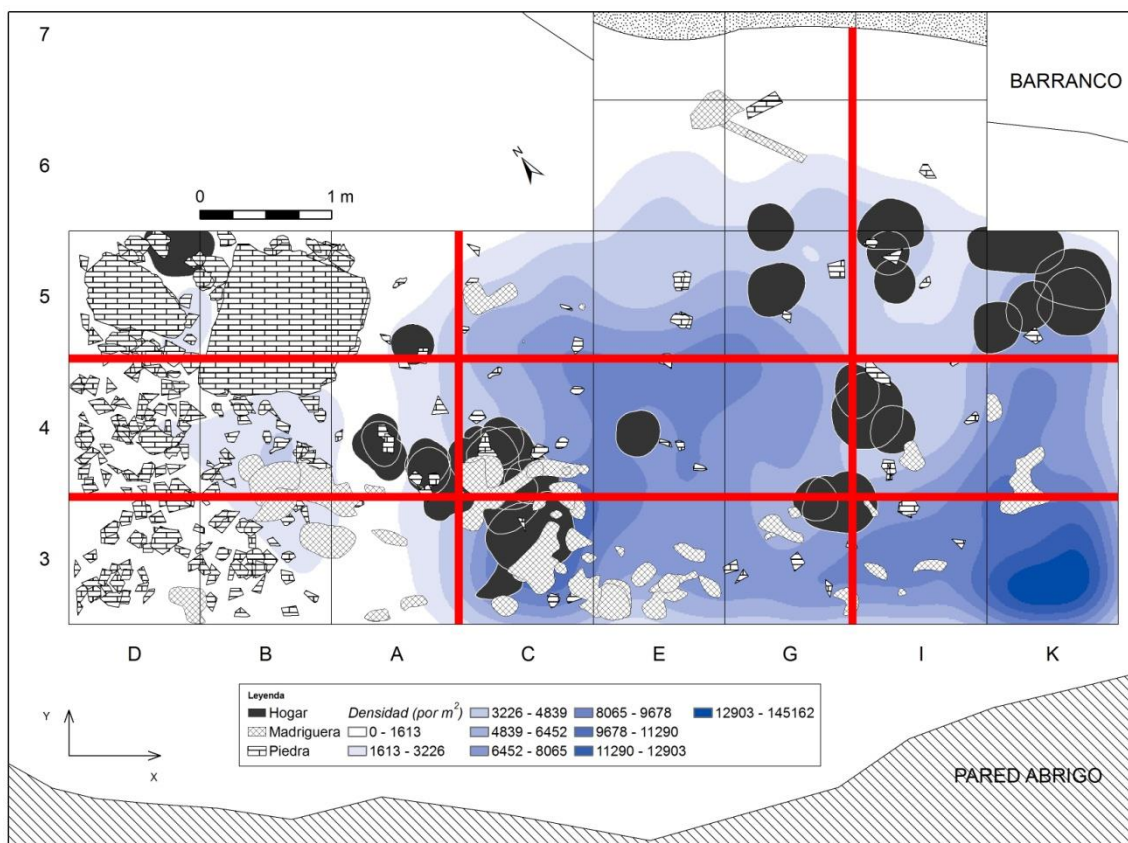 7
BARRANCO
6
N
0 1 m
5
4
3
D B A C E G I K
Leyenda
Hogar
Madriguera
Piedra
Densidad (por m²)
0 - 1613
1613 - 3226
3226 - 4839
4839 - 6452
6452 - 8065
8065 - 9678
9678 - 11290
11290 - 12903
12903 - 145162
Y
X
PARED ABRIGO